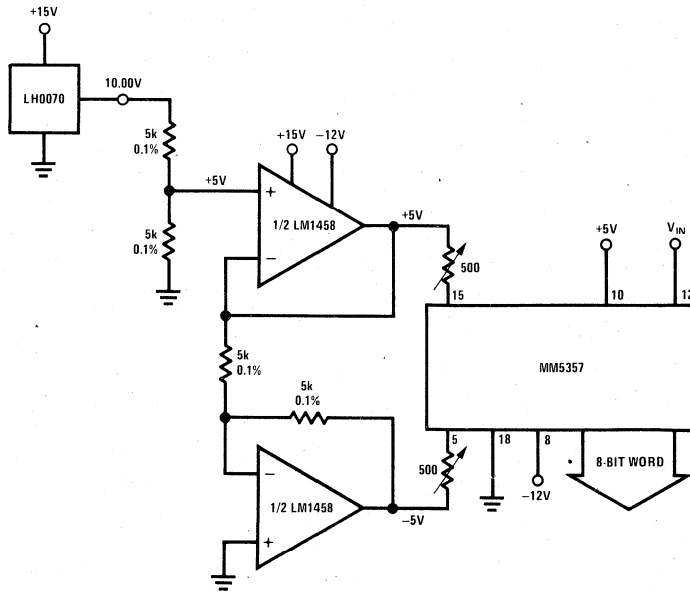 +15V
LH0070
10.00V
5k
0.1%
+5V
5k
0.1%
+15V
−12V
+
1/2 LM1458
−
+5V
500
15
+5V
10
VIN
12
MM5357
5k
0.1%
5k
0.1%
−
1/2 LM1458
+
−5V
500
5
18
8
−12V
8-BIT WORD